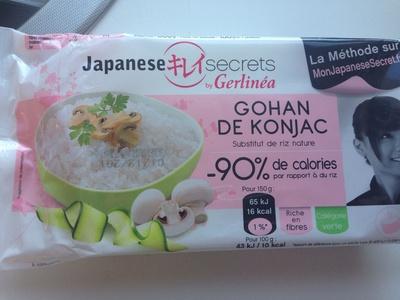 Japanese キレイ secrets
by Gerlinéa
La Méthode sur
MonJapaneseSecret.f
GOHAN
DE KONJAC
Substitut de riz nature
-90% de calories
par rapport à du riz
Pour 150 g :
65 kJ
16 kcal
1 %*
Riche
en
fibres
Catégorie
verte
Pour 100 g :
43 kJ / 10 kcal